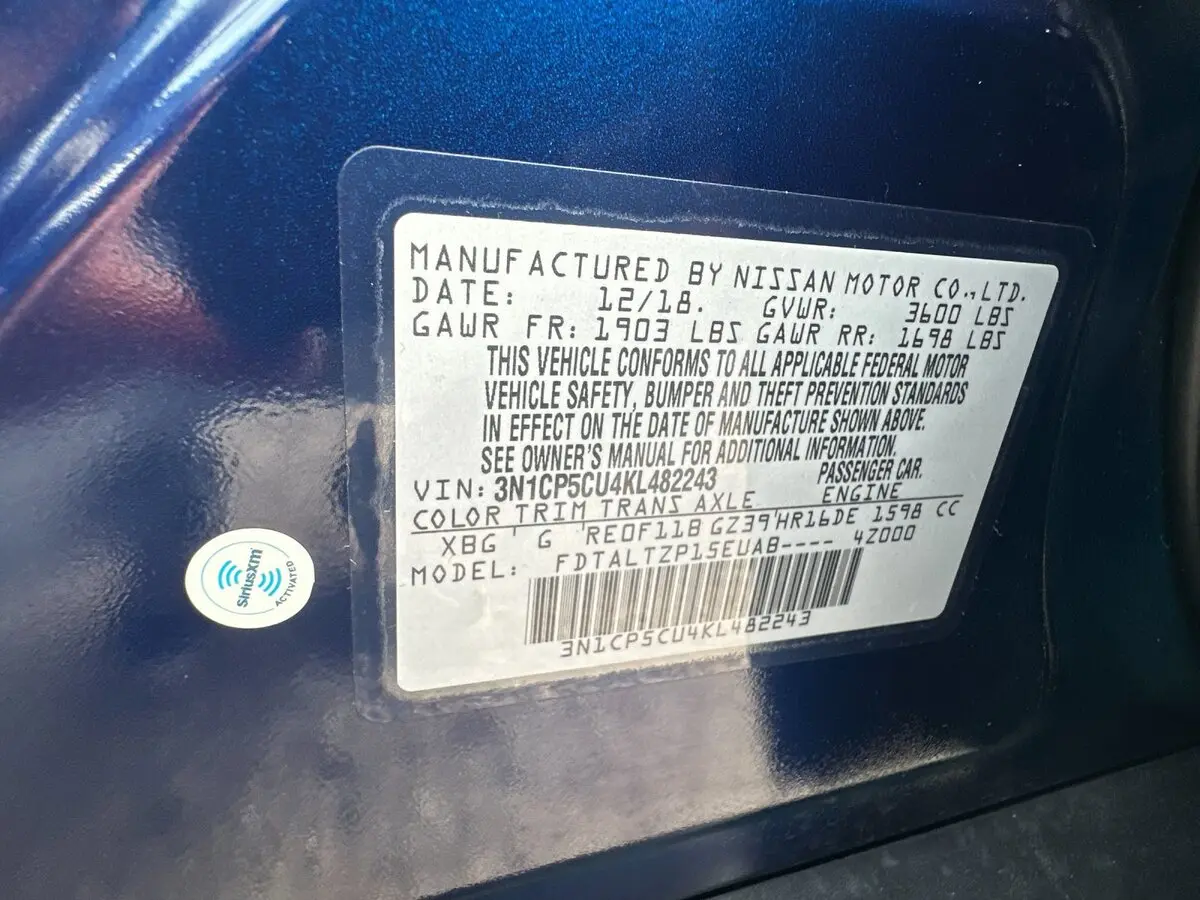 MANUFACTURED BY NISSAN MOTOR CO., LTD.
DATE: 12/18. GVWR: 3600 LBS
GAWR FR: 1903 LBS GAWR RR: 1698 LBS
THIS VEHICLE CONFORMS TO ALL APPLICABLE FEDERAL MOTOR
VEHICLE SAFETY, BUMPER AND THEFT PREVENTION STANDARDS
IN EFFECT ON THE DATE OF MANUFACTURE SHOWN ABOVE.
SEE OWNER'S MANUAL FOR ADDITIONAL INFORMATION.
VIN: 3N1CP5CU4KL482243 PASSENGER CAR.
COLOR TRIM TRANS AXLE ENGINE
XBG ' G 'RE0F11B GZ39'HR16DE 1598 CC
MODEL: FDTALTZP15EUAB---- 4Z000
3N1CP5CU4KL482243
SiriusXm
ACTIVATED